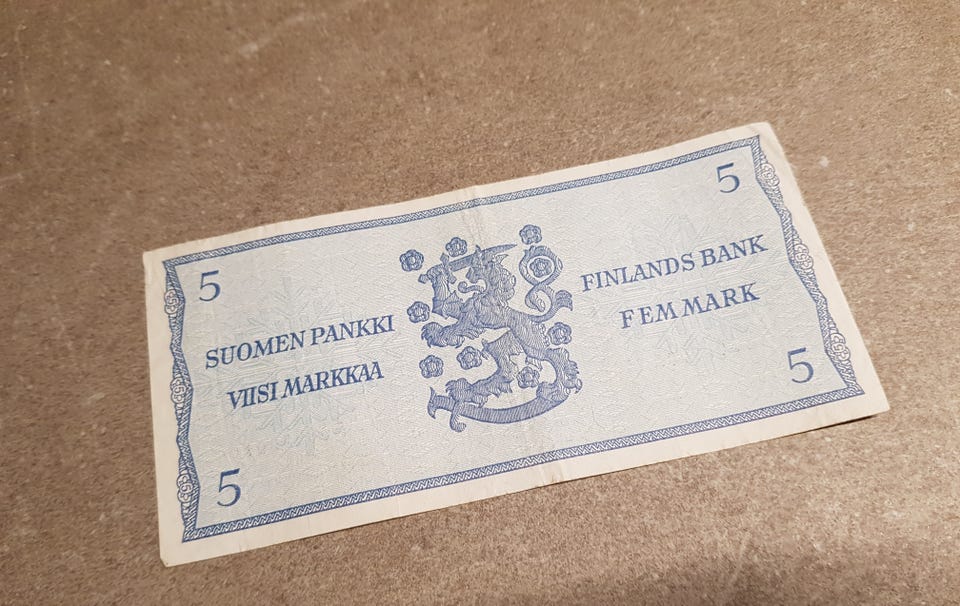 5
5
SUOMEN PANKKI
VIISI MARKKAA
FINLANDS BANK
FEM MARK
5
5